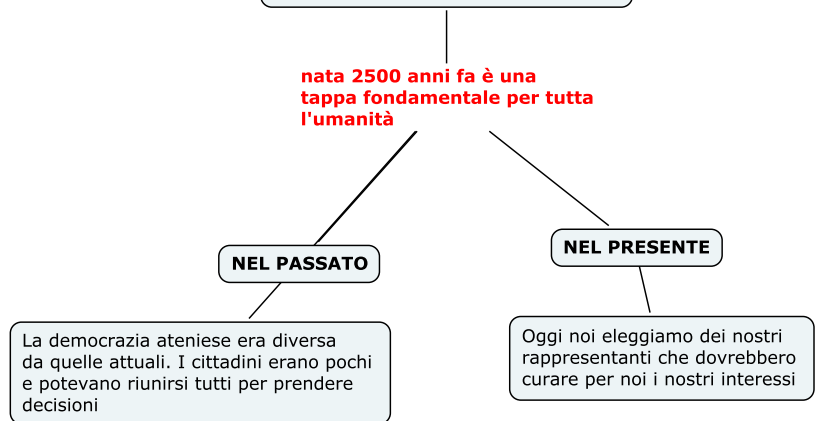 nata 2500 anni fa è una
tappa fondamentale per tutta
l'umanità
NEL PASSATO
NEL PRESENTE
La democrazia ateniese era diversa
da quelle attuali. I cittadini erano pochi
e potevano riunirsi tutti per prendere
decisioni
Oggi noi eleggiamo dei nostri
rappresentanti che dovrebbero
curare per noi i nostri interessi